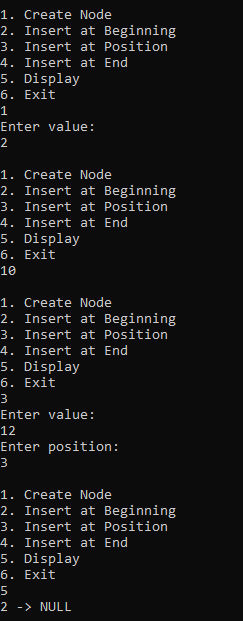 1. Create Node
2. Insert at Beginning
3. Insert at Position
4. Insert at End
5. Display
6. Exit
1
Enter value:
2

1. Create Node
2. Insert at Beginning
3. Insert at Position
4. Insert at End
5. Display
6. Exit
10

1. Create Node
2. Insert at Beginning
3. Insert at Position
4. Insert at End
5. Display
6. Exit
3
Enter value:
12
Enter position:
3

1. Create Node
2. Insert at Beginning
3. Insert at Position
4. Insert at End
5. Display
6. Exit
5
2 -> NULL